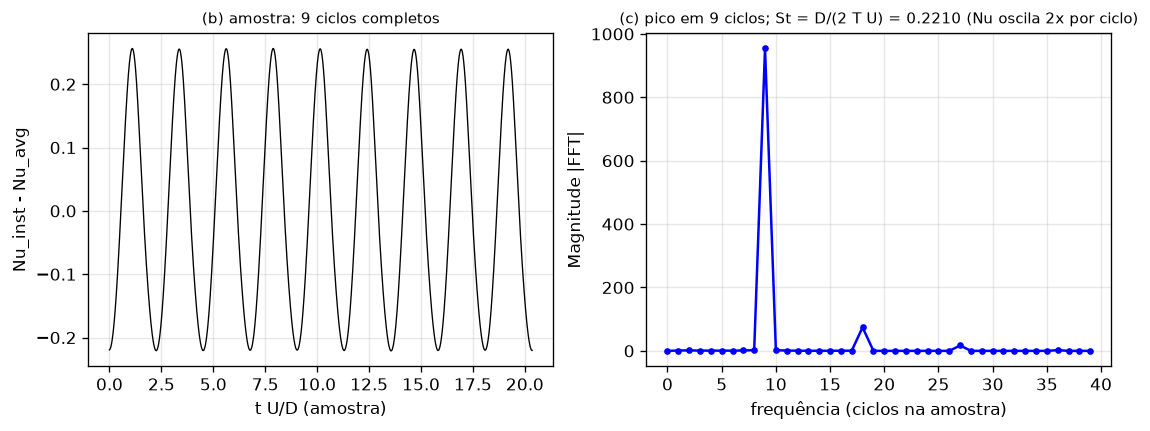 (b) amostra: 9 ciclos completos
Nu_inst - Nu_avg
0.2
0.1
0.0
−0.1
−0.2
0.0 2.5 5.0 7.5 10.0 12.5 15.0 17.5 20.0
t U/D (amostra)
(c) pico em 9 ciclos; St = D/(2 T U) = 0.2210 (Nu oscila 2x por ciclo)
Magnitude |FFT|
1000
800
600
400
200
0
0 5 10 15 20 25 30 35 40
frequência (ciclos na amostra)